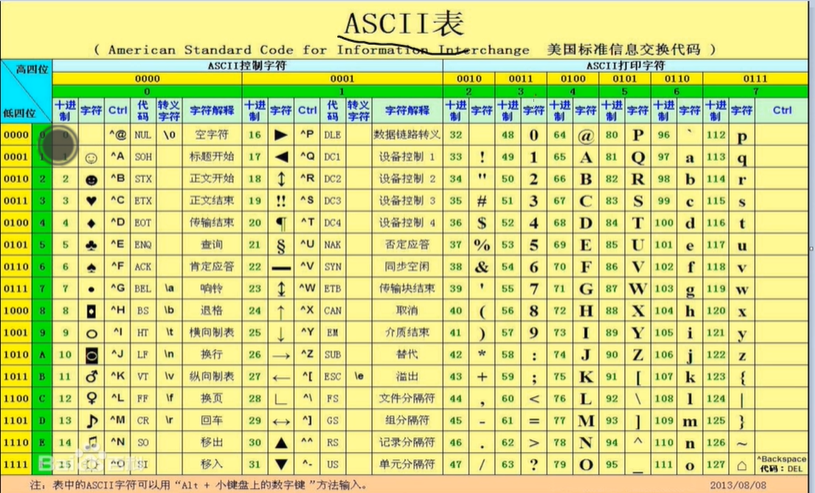 ASCII表
( American Standard Code for Information Interchange 美国标准信息交换代码 )
高四位 ASCII控制字符 ASCII打印字符
0000 0001 0010 0011 0100 0101 0110 0111
0 1 2 3 4 5 6 7
低四位 十进制 字符 Ctrl 代码 转义字符 字符解释 十进制 字符 Ctrl 代码 转义字符 字符解释 十进制 字符 十进制 字符 十进制 字符 十进制 字符 十进制 字符 十进制 字符 Ctrl
0000 0 0 ^@ NUL \0 空字符 16 ► ^P DLE 数据链路转义 32 48 0 64 @ 80 P 96 ` 112 p
0001 1 1 ☺ ^A SOH 标题开始 17 ◄ ^Q DC1 设备控制 1 33 ! 49 1 65 A 81 Q 97 a 113 q
0010 2 2 ☻ ^B STX 正文开始 18 ↕ ^R DC2 设备控制 2 34 " 50 2 66 B 82 R 98 b 114 r
0011 3 3 ♥ ^C ETX 正文结束 19 ‼ ^S DC3 设备控制 3 35 # 51 3 67 C 83 S 99 c 115 s
0100 4 4 ♦ ^D EOT 传输结束 20 ¶ ^T DC4 设备控制 4 36 $ 52 4 68 D 84 T 100 d 116 t
0101 5 5 ♣ ^E ENQ 查询 21 § ^U NAK 否定应答 37 % 53 5 69 E 85 U 101 e 117 u
0110 6 6 ♠ ^F ACK 肯定应答 22 ▬ ^V SYN 同步空闲 38 & 54 6 70 F 86 V 102 f 118 v
0111 7 7 • ^G BEL \a 响铃 23 ↨ ^W ETB 传输块结束 39 ' 55 7 71 G 87 W 103 g 119 w
1000 8 8 ◘ ^H BS \b 退格 24 ↑ ^X CAN 取消 40 ( 56 8 72 H 88 X 104 h 120 x
1001 9 9 ○ ^I HT \t 横向制表 25 ↓ ^Y EM 介质结束 41 ) 57 9 73 I 89 Y 105 i 121 y
1010 A 10 ◙ ^J LF \n 换行 26 → ^Z SUB 替代 42 * 58 : 74 J 90 Z 106 j 122 z
1011 B 11 ♂ ^K VT \v 纵向制表 27 ← ^[ ESC \e 溢出 43 + 59 ; 75 K 91 [ 107 k 123 {
1100 C 12 ♀ ^L FF \f 换页 28 ∟ ^\ FS 文件分隔符 44 , 60 < 76 L 92 \ 108 l 124 |
1101 D 13 ♪ ^M CR \r 回车 29 ↔ ^] GS 组分隔符 45 - 61 = 77 M 93 ] 109 m 125 }
1110 E 14 ♫ ^N SO 移出 30 ▲ ^^ RS 记录分隔符 46 . 62 > 78 N 94 ^ 110 n 126 ~
1111 15 ^O SI 移入 31 ▼ ^- US 单元分隔符 47 / 63 ? 79 O 95 _ 111 o 127 ⌂ ^Backspace 代码：DEL
注：表中的ASCII字符可以用“Alt + 小键盘上的数字键”方法输入。 2013/08/08